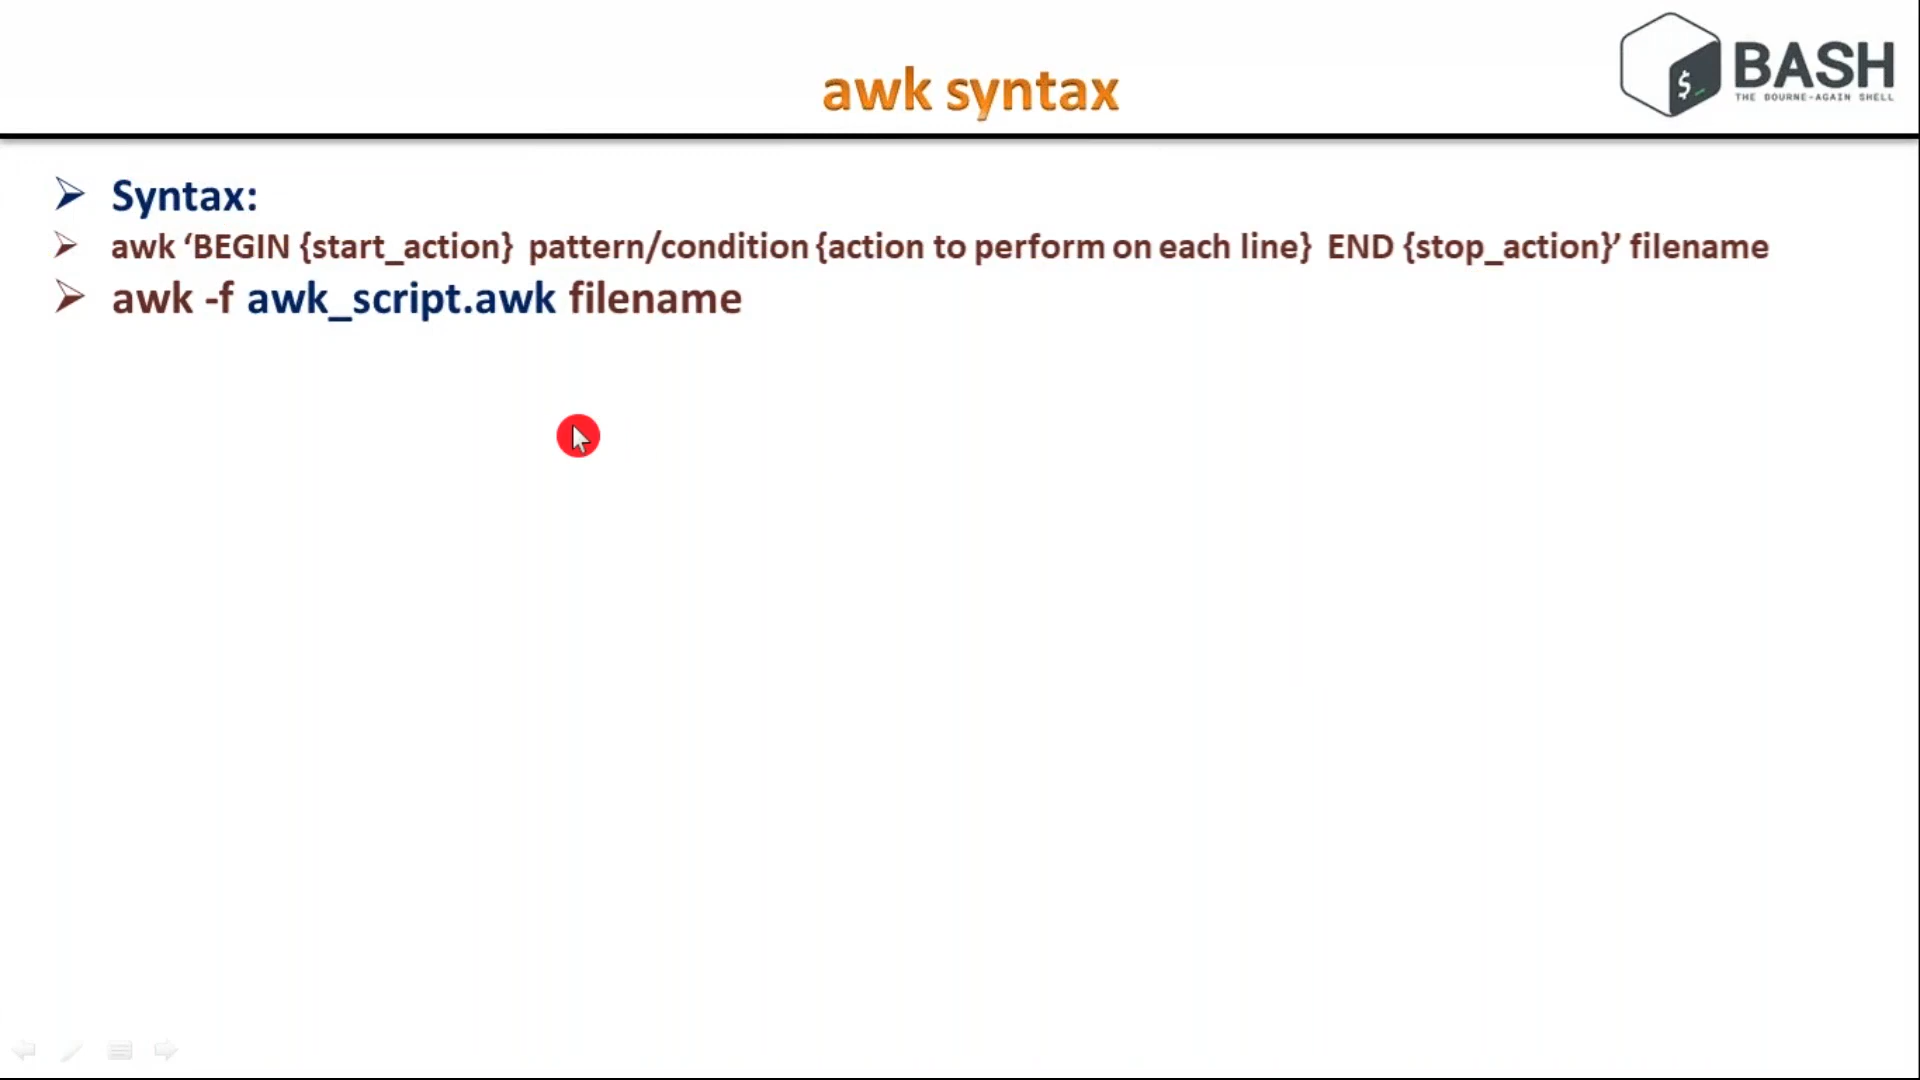 awk syntax
$_ BASH
THE BOURNE-AGAIN SHELL
Syntax:
awk ‘BEGIN {start_action} pattern/condition {action to perform on each line} END {stop_action}’ filename
awk -f awk_script.awk filename